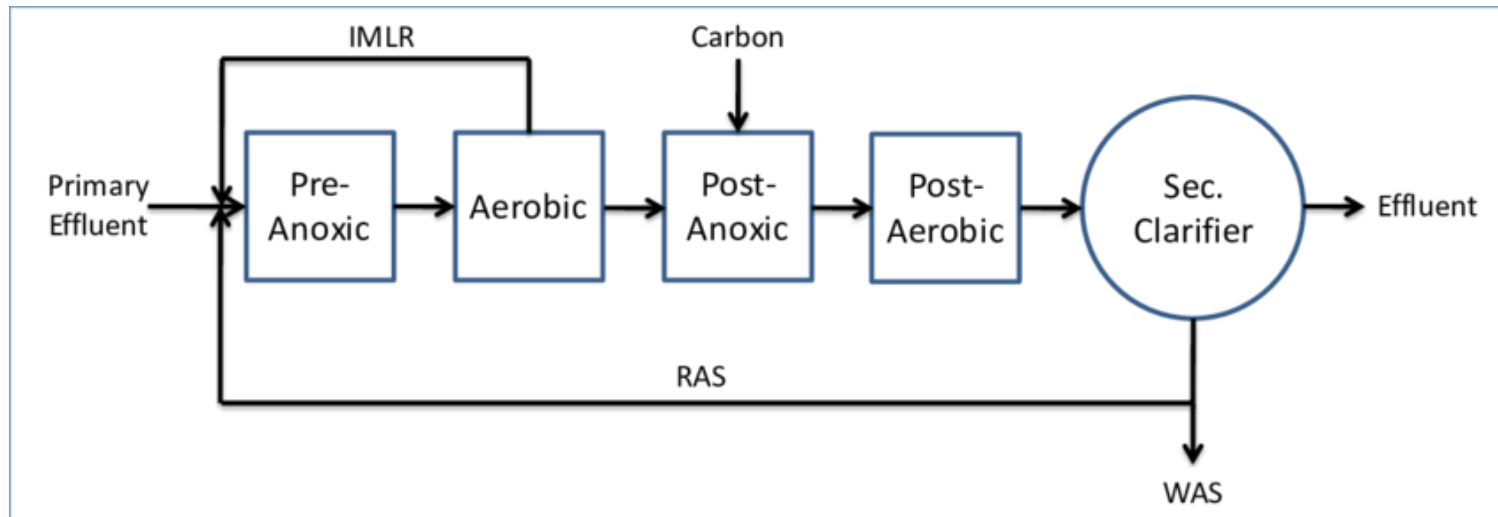 IMLR
Carbon
Primary
Effluent
Pre-
Anoxic
Aerobic
Post-
Anoxic
Post-
Aerobic
Sec.
Clarifier
Effluent
RAS
WAS